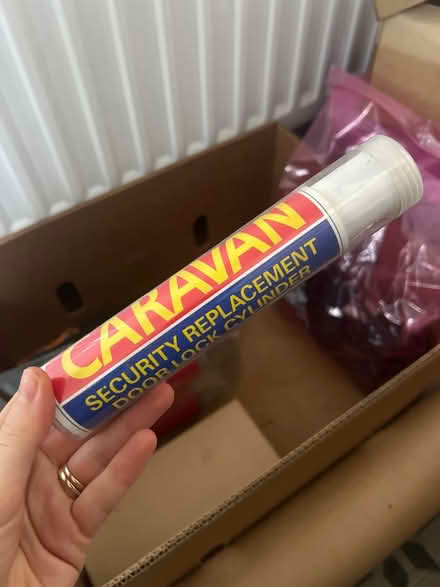 CARAVAN
SECURITY REPLACEMENT
DOOR LOCK CYLINDER